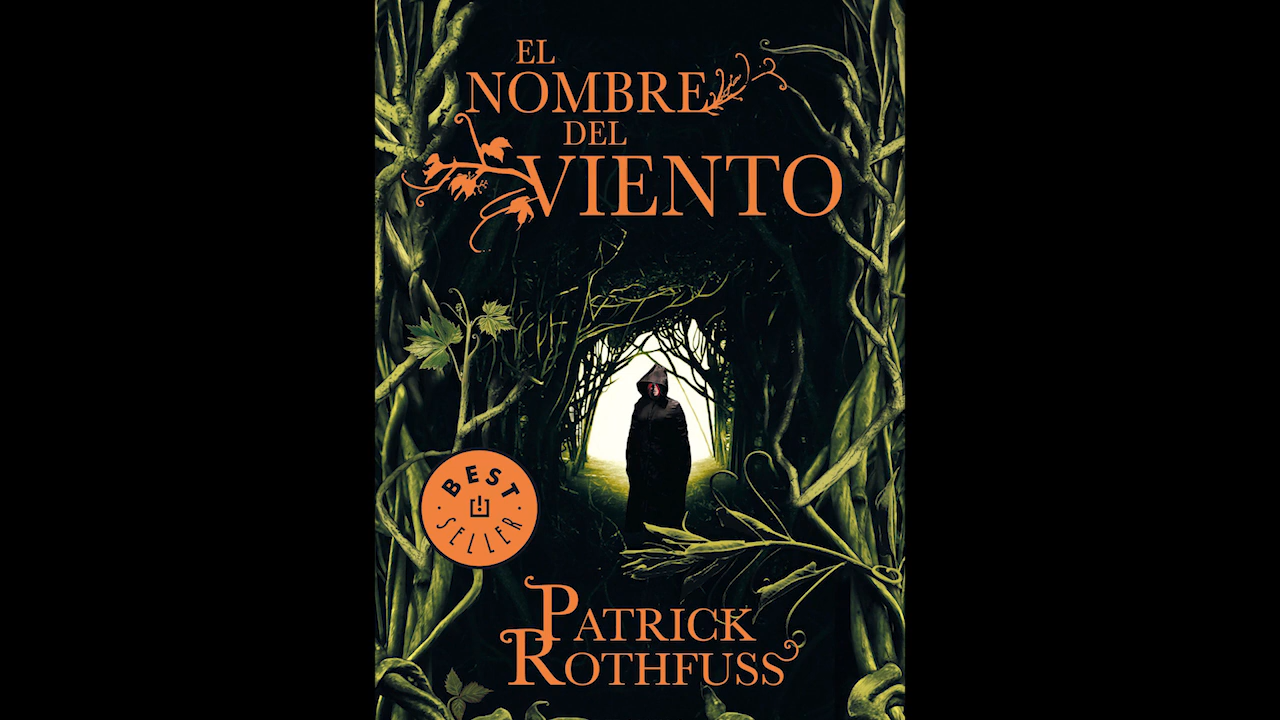 EL
NOMBRE
DEL
VIENTO
BEST
SELLER
PATRICK
ROTHFUSS